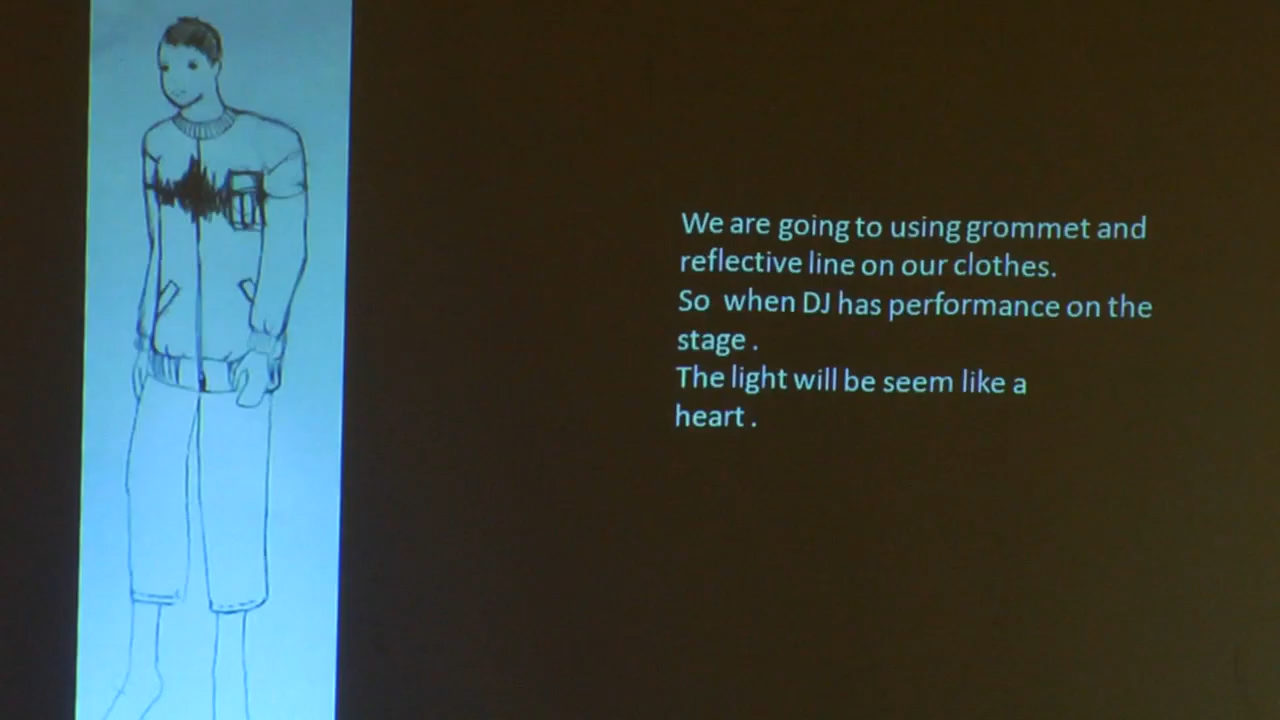 We are going to using grommet and
reflective line on our clothes.
So when DJ has performance on the
stage .
The light will be seem like a
heart .